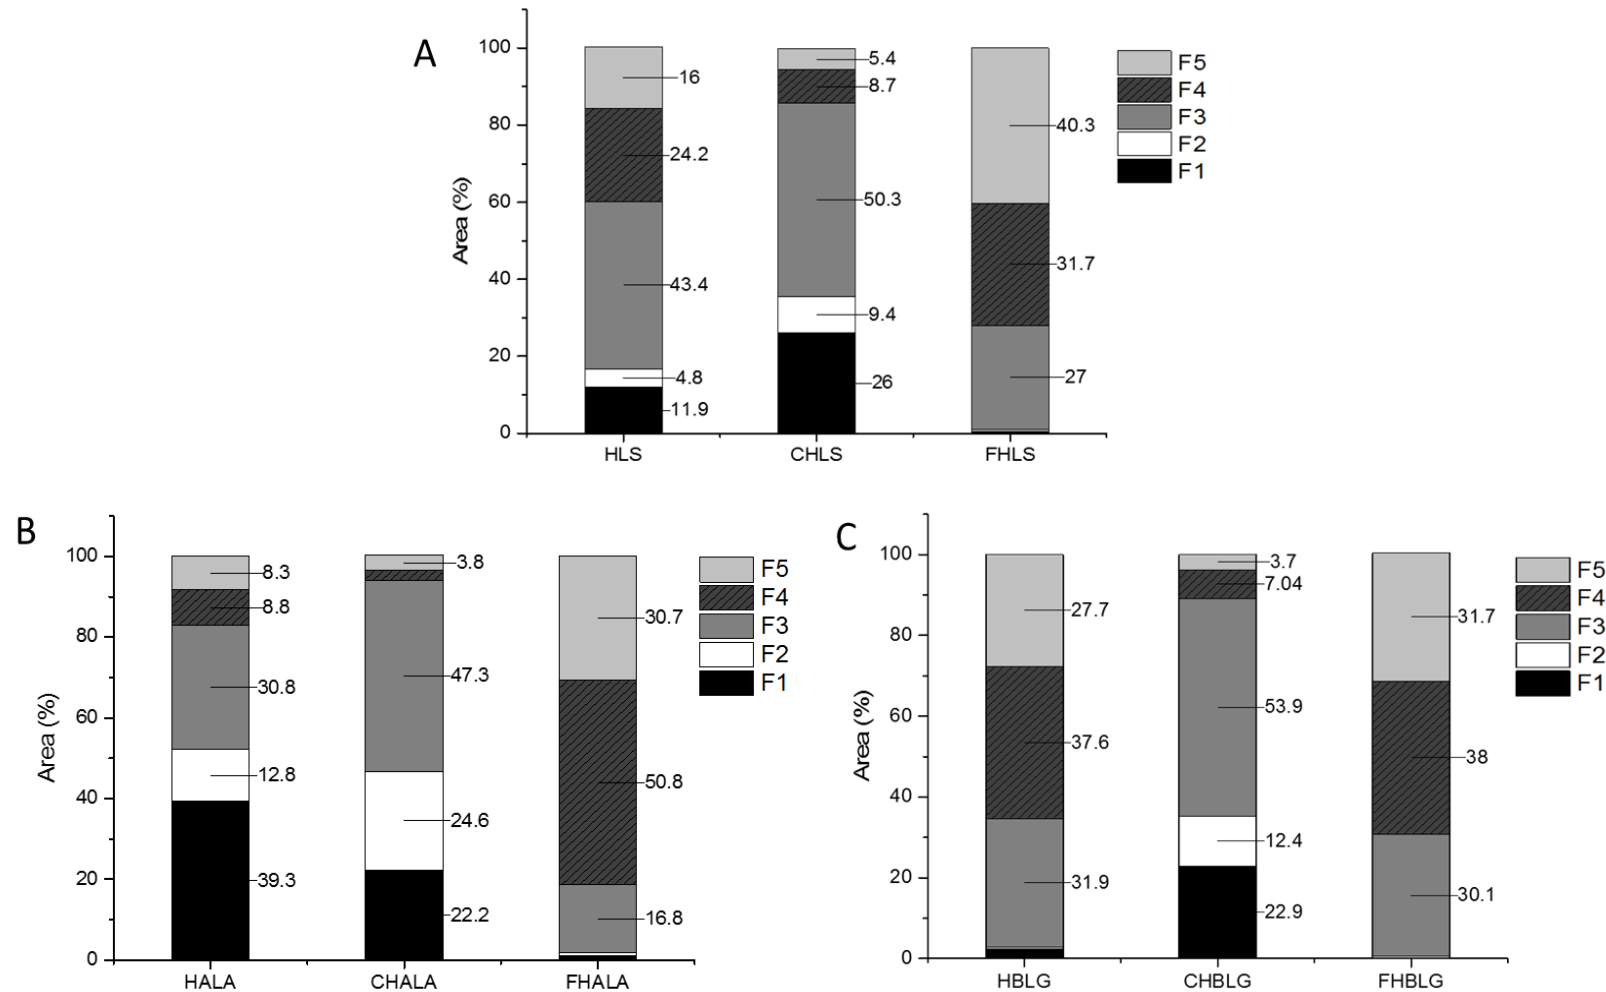 A
Area (%)
100
80
60
40
20
0
16
24.2
43.4
4.8
11.9
5.4
8.7
50.3
9.4
26
40.3
31.7
27
HLS CHLS FHLS
F5
F4
F3
F2
F1
B
Area (%)
100
80
60
40
20
0
8.3
8.8
30.8
12.8
39.3
3.8
47.3
24.6
22.2
30.7
50.8
16.8
HALA CHALA FHALA
F5
F4
F3
F2
F1
C
Area (%)
100
80
60
40
20
0
27.7
37.6
31.9
3.7
7.04
53.9
12.4
22.9
31.7
38
30.1
HBLG CHBLG FHBLG
F5
F4
F3
F2
F1